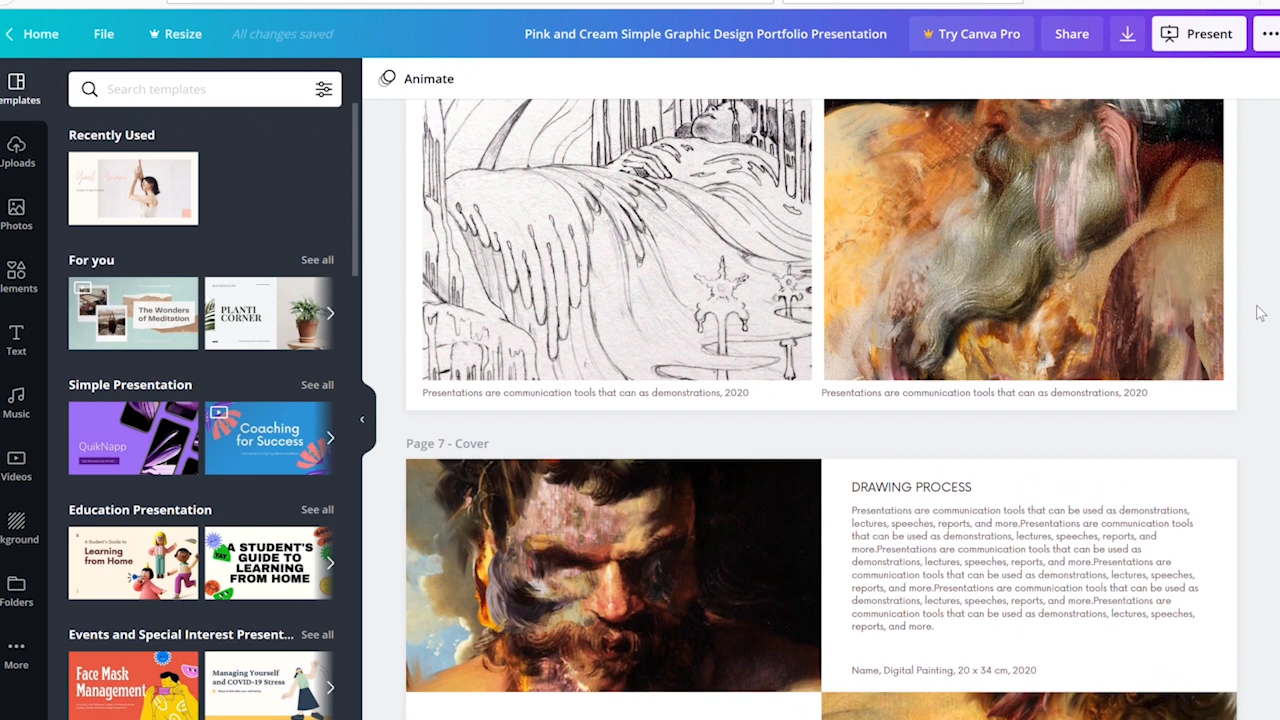 Home
File
Resize
All changes saved
Pink and Cream Simple Graphic Design Portfolio Presentation
Try Canva Pro
Share
Present
emplates
ploads
Photos
lements
Text
Music
Videos
kground
Folders
More
Search templates
Recently Used
For you
See all
The Wonders
of Meditation
PLANTI
CORNER
Simple Presentation
See all
QuikNapp
Coaching
for Success
Education Presentation
See all
A Student's Guide to
Learning
from Home
YAY
A STUDENT'S
GUIDE TO
LEARNING
FROM HOME
Events and Special Interest Present...
See all
Face Mask
Management
Managing Yourself
and COVID-19 Stress
Animate
Presentations are communication tools that can as demonstrations, 2020
Presentations are communication tools that can as demonstrations, 2020
Page 7 - Cover
DRAWING PROCESS
Presentations are communication tools that can be used as demonstrations,
lectures, speeches, reports, and more.Presentations are communication tools
that can be used as demonstrations, lectures, speeches, reports, and
more.Presentations are communication tools that can be used as
demonstrations, lectures, speeches, reports, and more.Presentations are
communication tools that can be used as demonstrations, lectures, speeches,
reports, and more.Presentations are communication tools that can be used as
demonstrations, lectures, speeches, reports, and more.Presentations are
communication tools that can be used as demonstrations, lectures, speeches,
reports, and more.
Name, Digital Painting, 20 x 34 cm, 2020